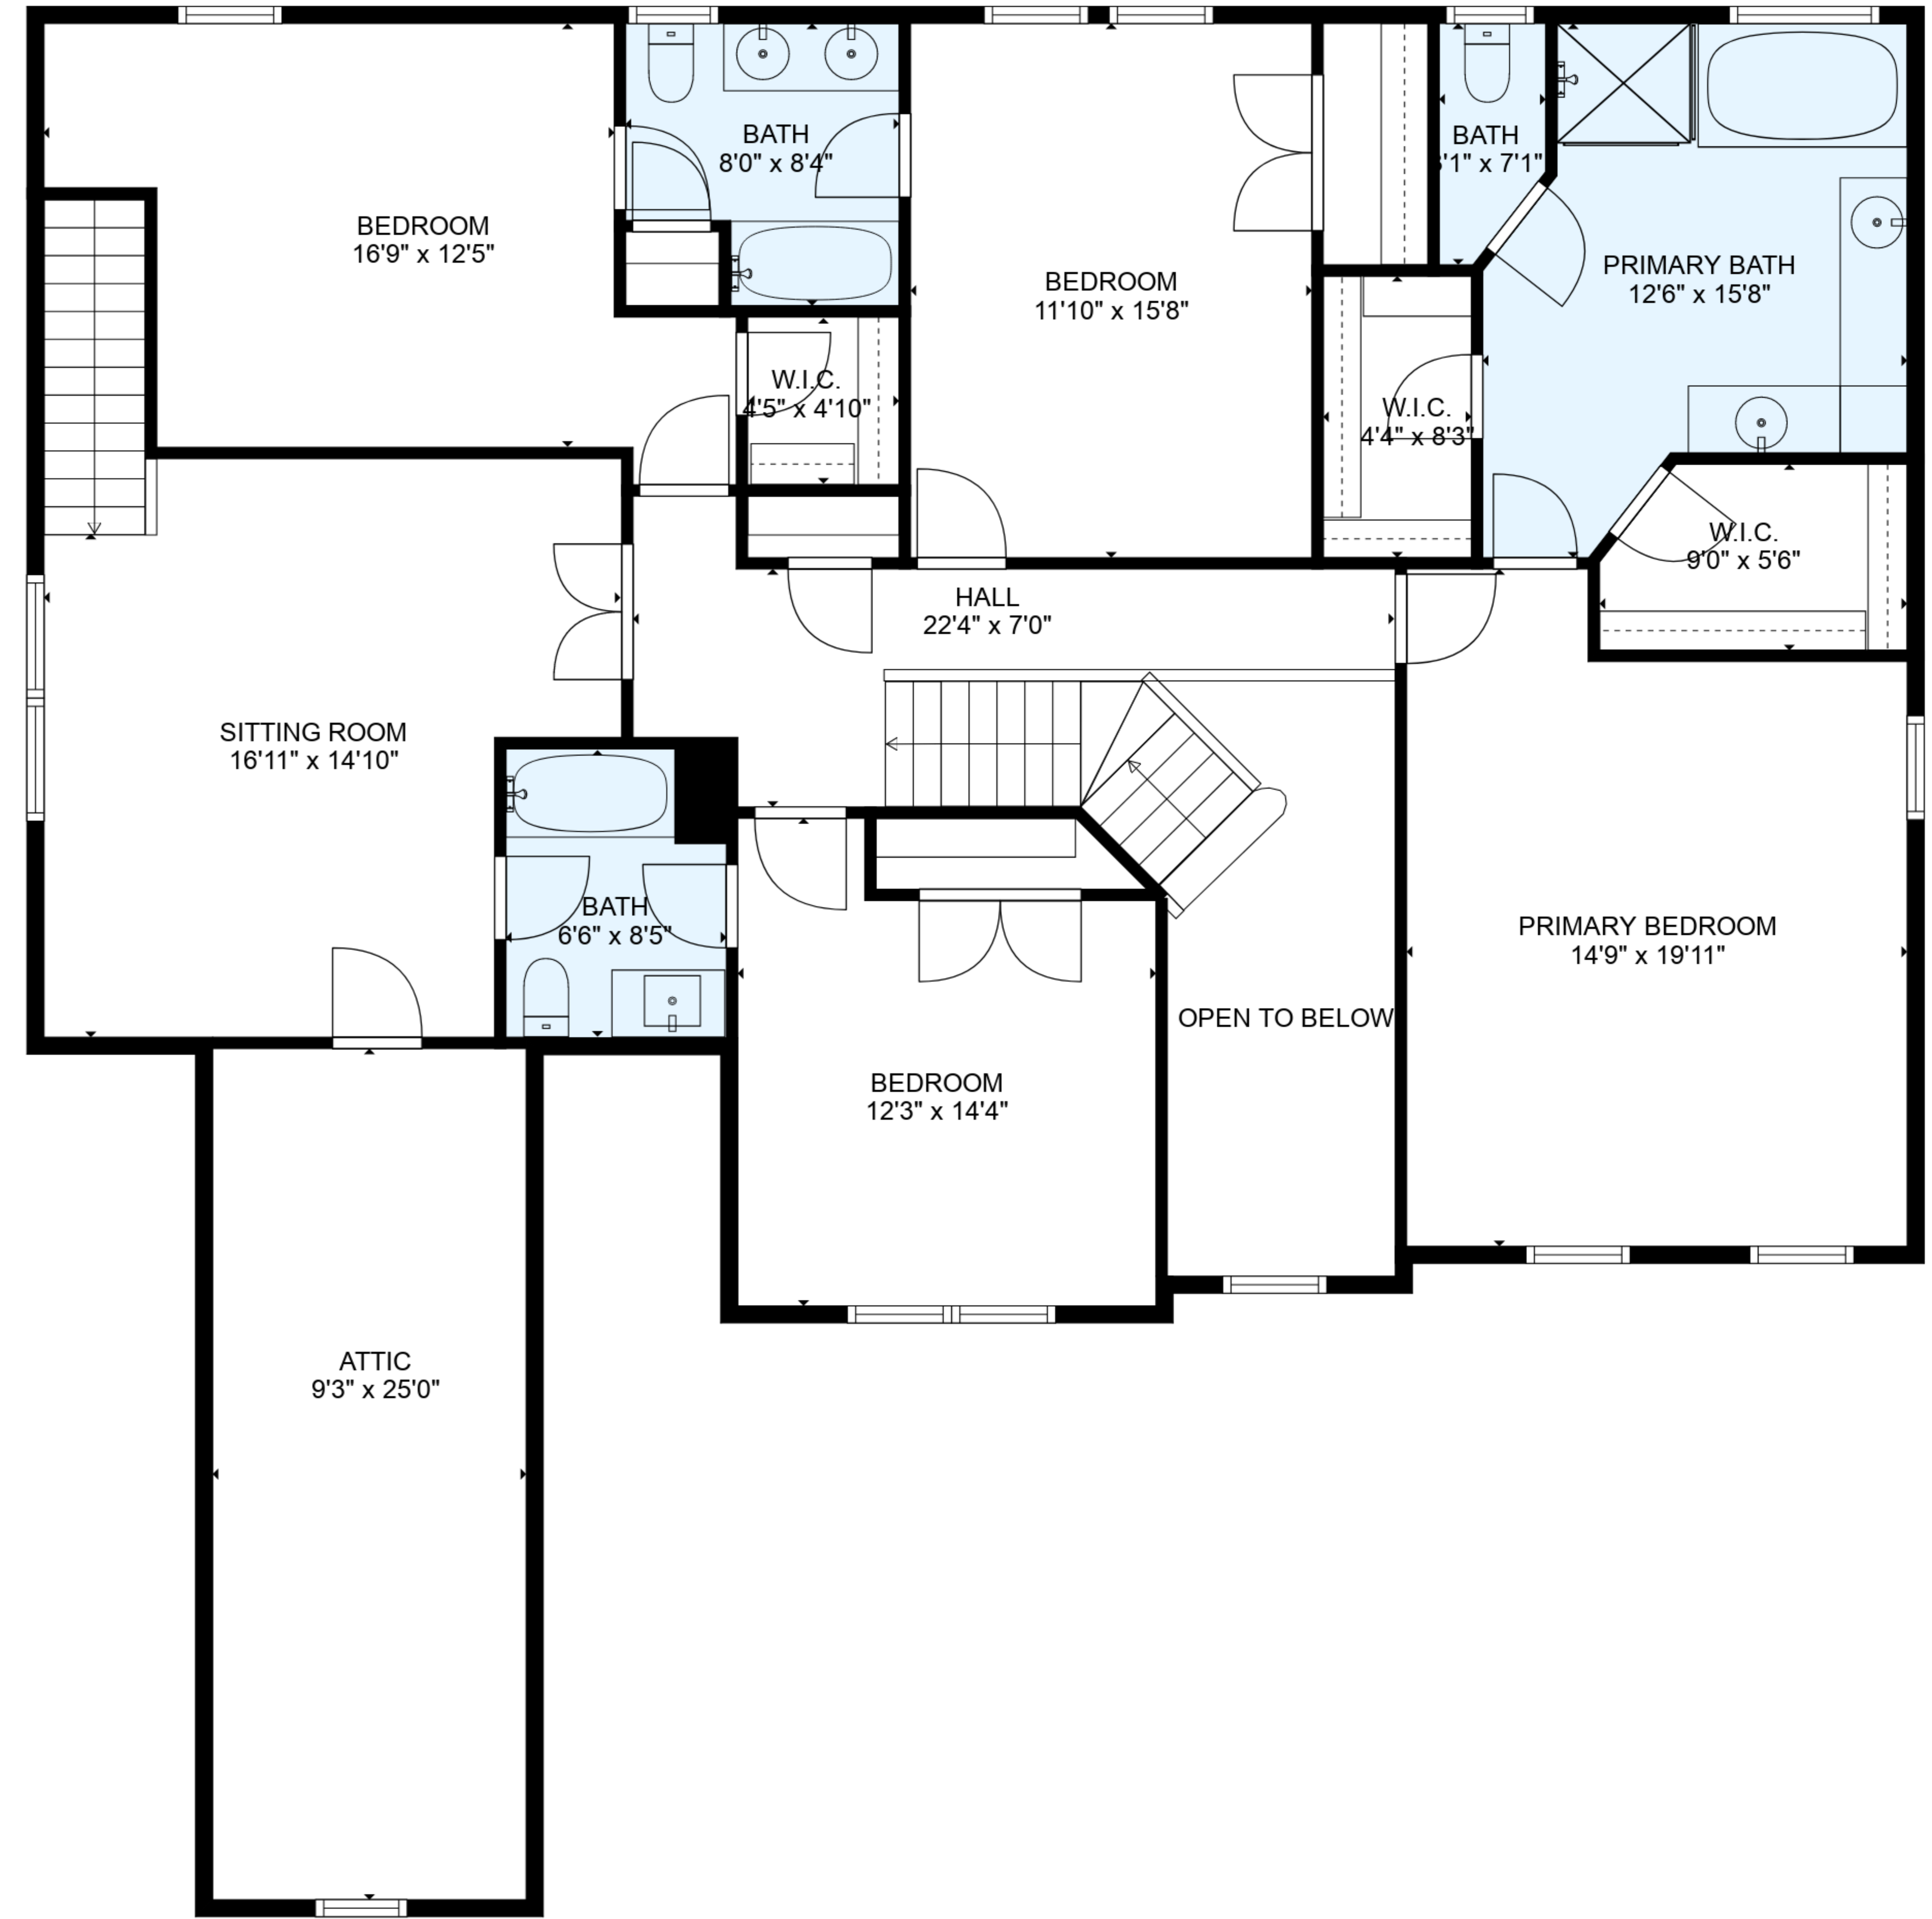 BATH
8'0" x 8'4"
BATH
'1" x 7'1"
BEDROOM
16'9" x 12'5"
BEDROOM
11'10" x 15'8"
PRIMARY BATH
12'6" x 15'8"
W.I.C.
4'5" x 4'10"
W.I.C.
4'4" x 8'3"
W.I.C.
9'0" x 5'6"
HALL
22'4" x 7'0"
SITTING ROOM
16'11" x 14'10"
BATH
6'6" x 8'5"
PRIMARY BEDROOM
14'9" x 19'11"
OPEN TO BELOW
BEDROOM
12'3" x 14'4"
ATTIC
9'3" x 25'0"